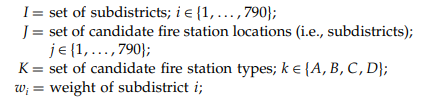 I = set of subdistricts; i ∈ {1, . . . , 790};
J = set of candidate fire station locations (i.e., subdistricts);
j ∈ {1, . . . , 790};
K = set of candidate fire station types; k ∈ {A, B, C, D};
wᵢ = weight of subdistrict i;